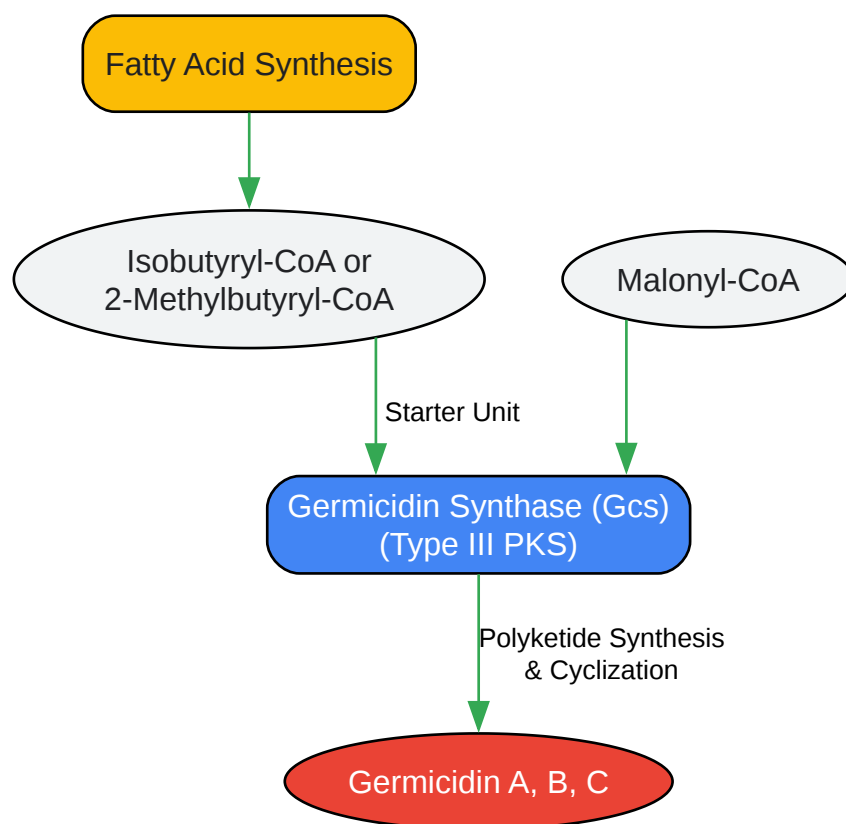 Fatty Acid Synthesis
Isobutyryl-CoA or
2-Methylbutyryl-CoA
Malonyl-CoA
Starter Unit
Germicidin Synthase (Gcs)
(Type III PKS)
Polyketide Synthesis
& Cyclization
Germicidin A, B, C